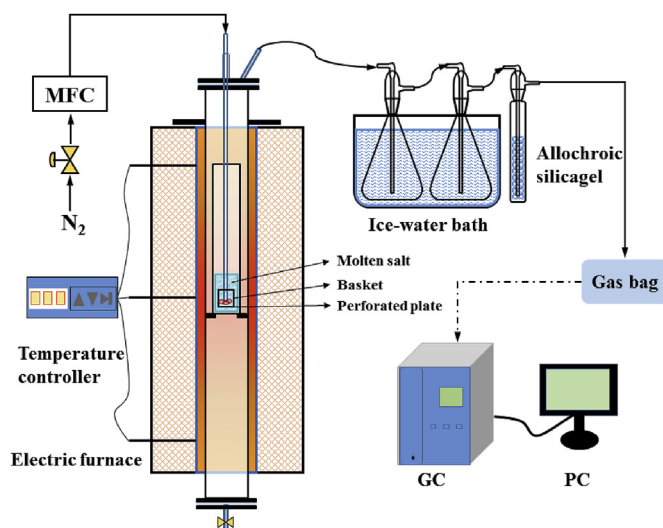 MFC
N2
Allochroic
silicagel
Ice-water bath
Molten salt
Basket
Perforated plate
Gas bag
Temperature
controller
Electric furnace
GC
PC